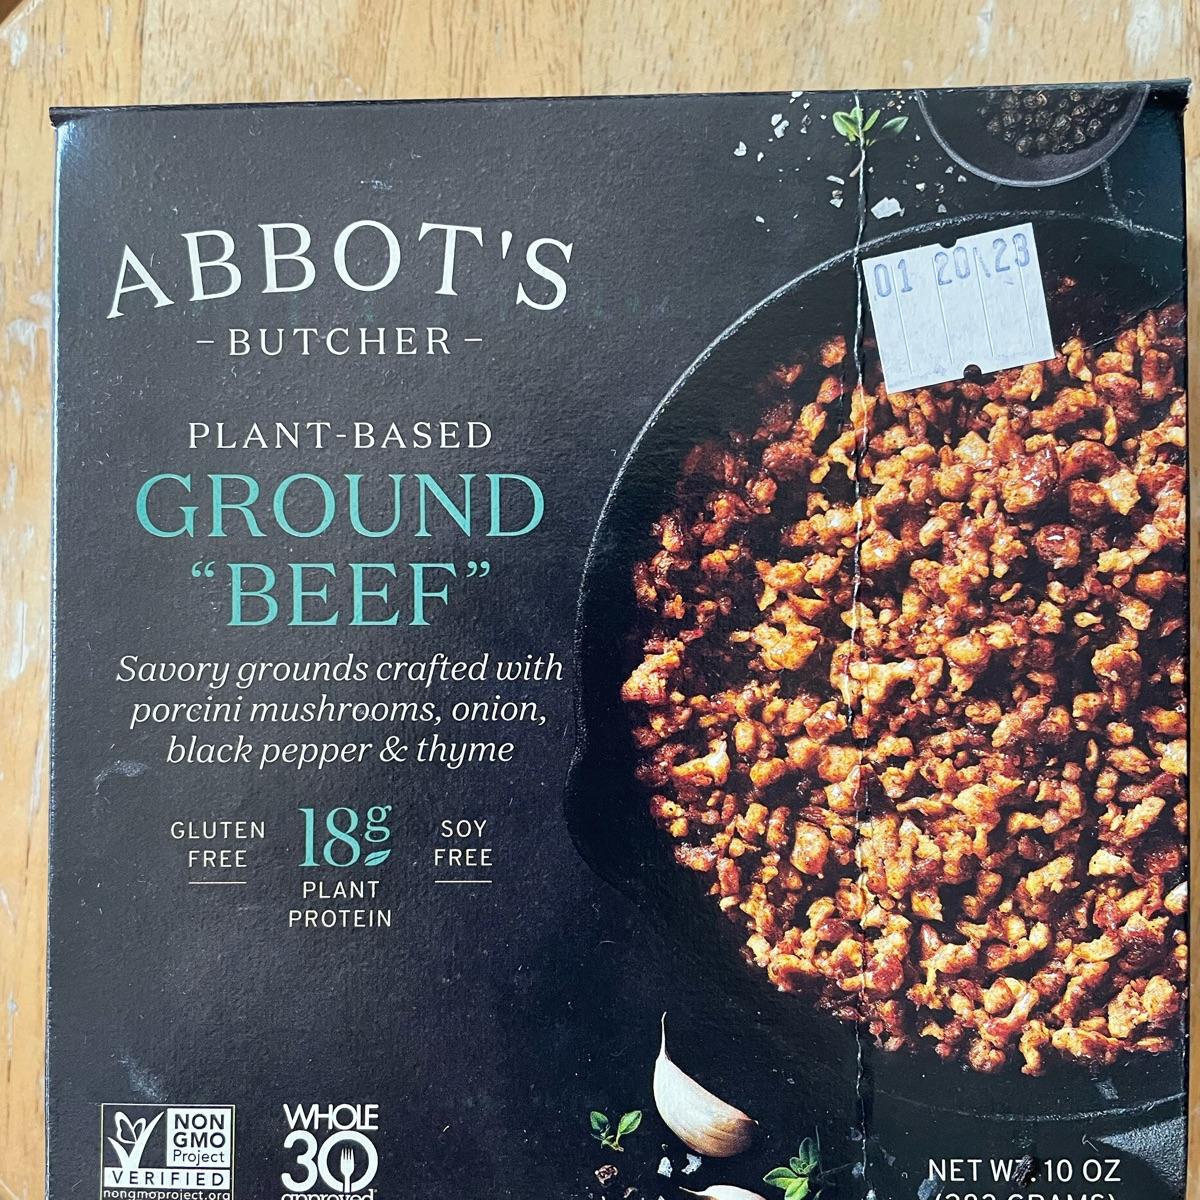 ABBOT'S
- BUTCHER -
PLANT-BASED
GROUND
“BEEF”
Savory grounds crafted with
porcini mushrooms, onion,
black pepper & thyme
GLUTEN
FREE
18g
PLANT
PROTEIN
SOY
FREE
01 20\23
NON
GMO
Project
VERIFIED
nongmoproject.org
WHOLE
30
approved
NET WT. 10 OZ